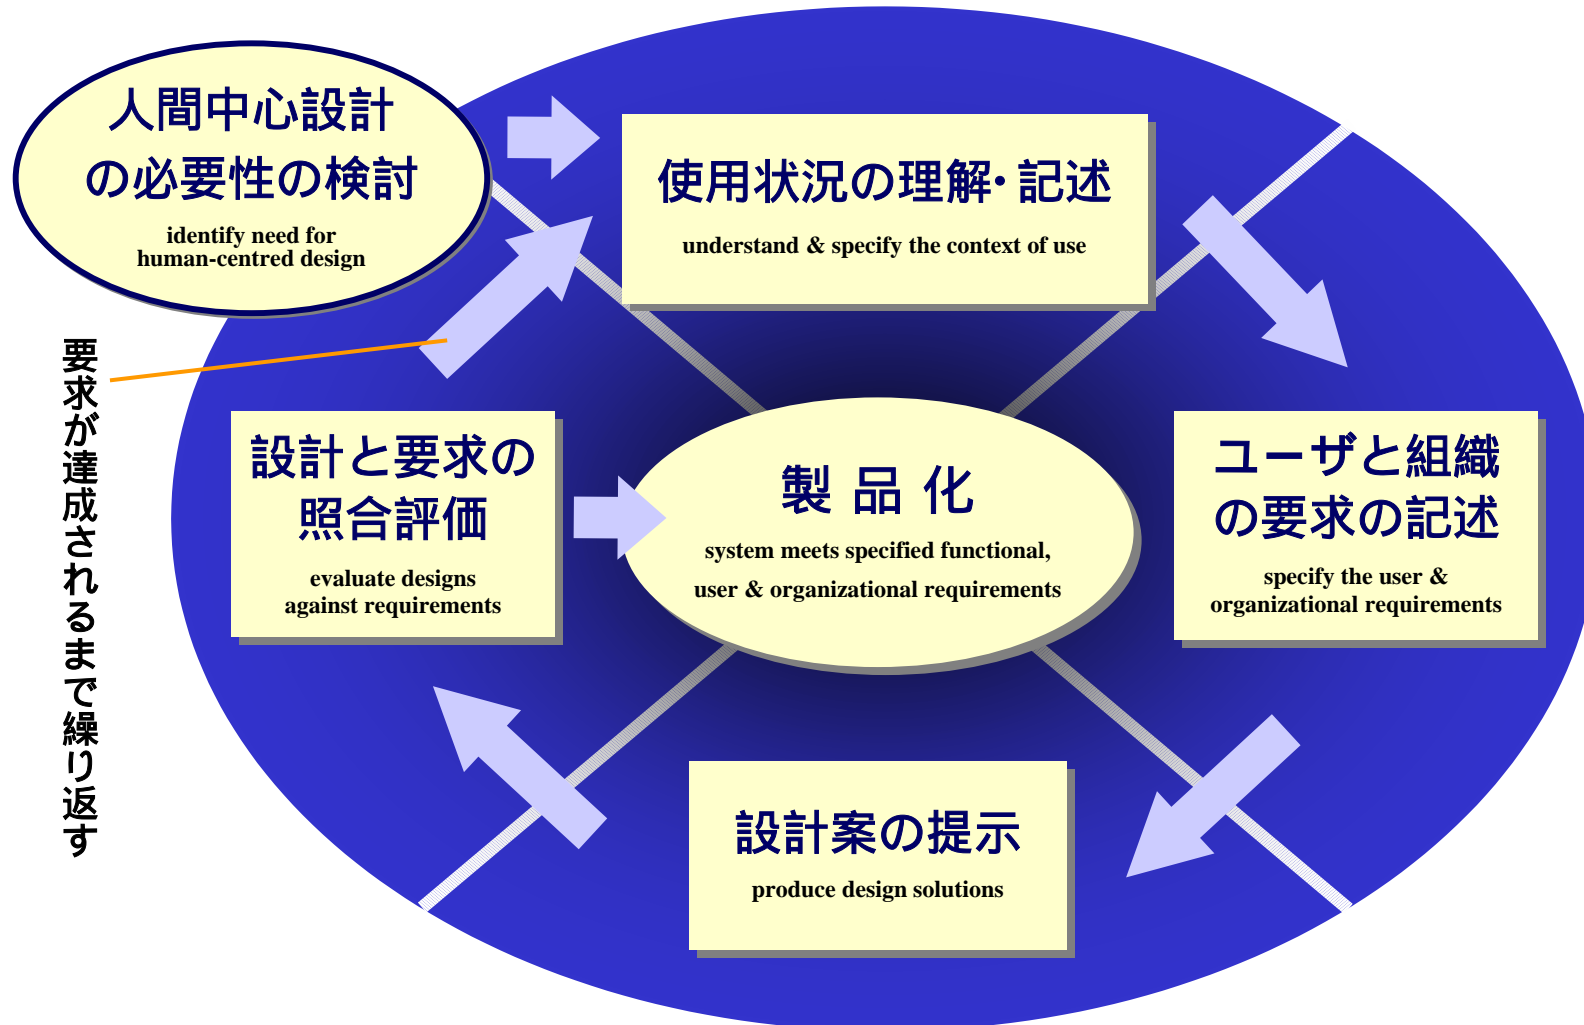 人間中心設計
の必要性の検討
identify need for
human-centred design
使用状況の理解・記述
understand & specify the context of use
ユーザと組織
の要求の記述
specify the user &
organizational requirements
設計案の提示
produce design solutions
設計と要求の
照合評価
evaluate designs
against requirements
製品化
system meets specified functional,
user & organizational requirements
要求が達成されるまで繰り返す